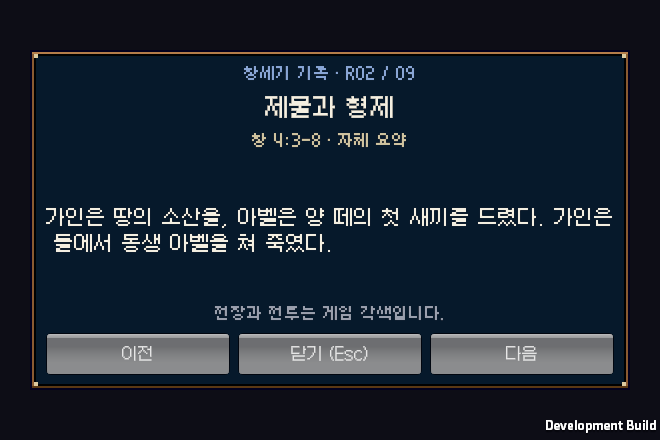 창세기 기록 · R02 / 09
제물과 형제
창 4:3-8 · 자체 요약
가인은 땅의 소산을, 아벨은 양 떼의 첫 새끼를 드렸다. 가인은
들에서 동생 아벨을 쳐 죽였다.
전장과 전투는 게임 각색입니다.
이전
닫기 (Esc)
다음
Development Build